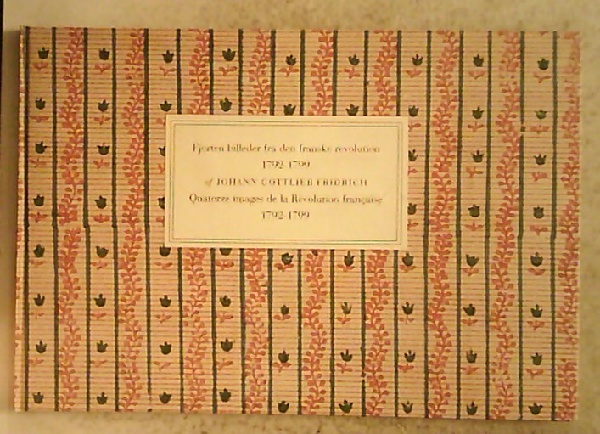 Fjorten billeder fra den franske revolution
1792-1799
af JOHANN GOTTLIEB FRIDRICH
Quatorze images de la Révolution française
1792-1799